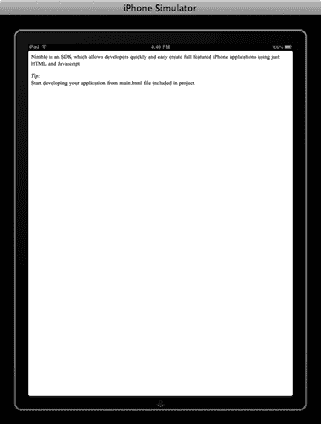 iPhone Simulator
iPad
4:40 PM
Nimble is an SDK, which allows developers quickly and easy create full featured iPhone applications using just
HTML and Javascript
Tip:
Start developing your application from main.html file included in project